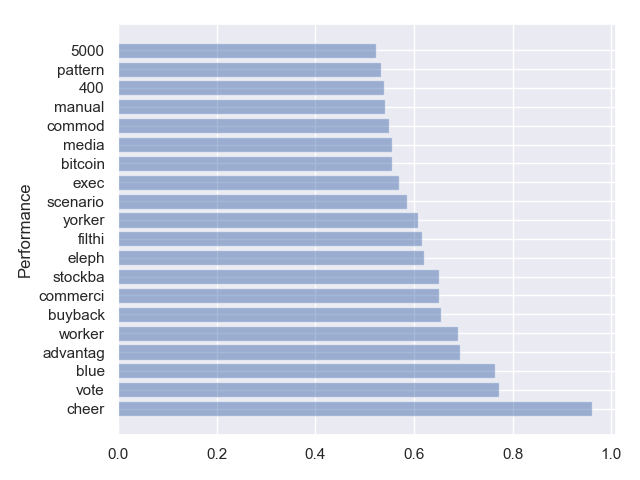 5000
pattern
400
manual
commod
media
bitcoin
exec
scenario
yorker
filthi
eleph
stockba
commerci
buyback
worker
advantag
blue
vote
cheer
Performance
0.0 0.2 0.4 0.6 0.8 1.0